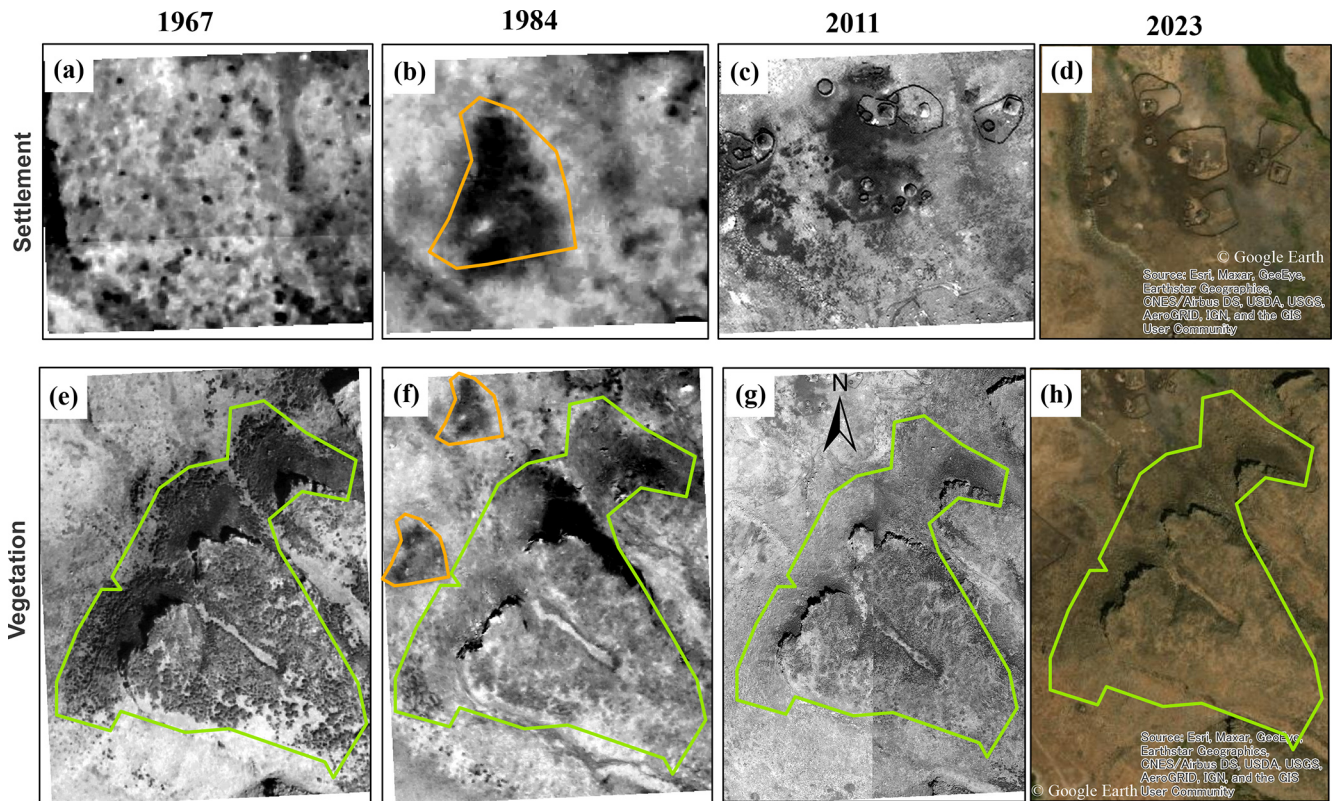 1967
1984
2011
2023
Settlement
(a)
(b)
(c)
(d)
© Google Earth
Source: Esri, Maxar, GeoEye,
Earthstar Geographics,
CNES/Airbus DS, USDA, USGS,
AeroGRID, IGN, and the GIS
User Community
Vegetation
(e)
(f)
(g)
N
(h)
Source: Esri, Maxar, GeoEye,
Earthstar Geographics,
CNES/Airbus DS, USDA, USGS,
AeroGRID, IGN, and the GIS
© Google Earth User Community